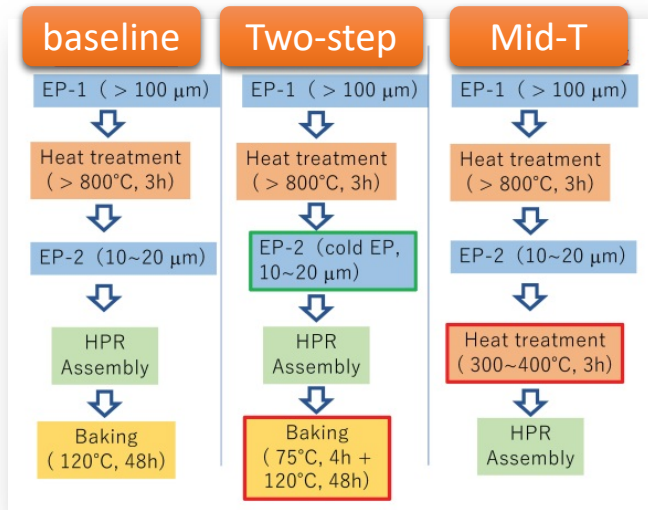 baseline
EP-1 ( > 100 μm)
Heat treatment
( > 800°C, 3h)
EP-2 (10~20 μm)
HPR
Assembly
Baking
( 120°C, 48h)
Two-step
EP-1 ( > 100 μm)
Heat treatment
( > 800°C, 3h)
EP-2 (cold EP,
10~20 μm)
HPR
Assembly
Baking
( 75°C, 4h +
120°C, 48h)
Mid-T
EP-1 ( > 100 μm)
Heat treatment
( > 800°C, 3h)
EP-2 (10~20 μm)
Heat treatment
( 300~400°C, 3h)
HPR
Assembly